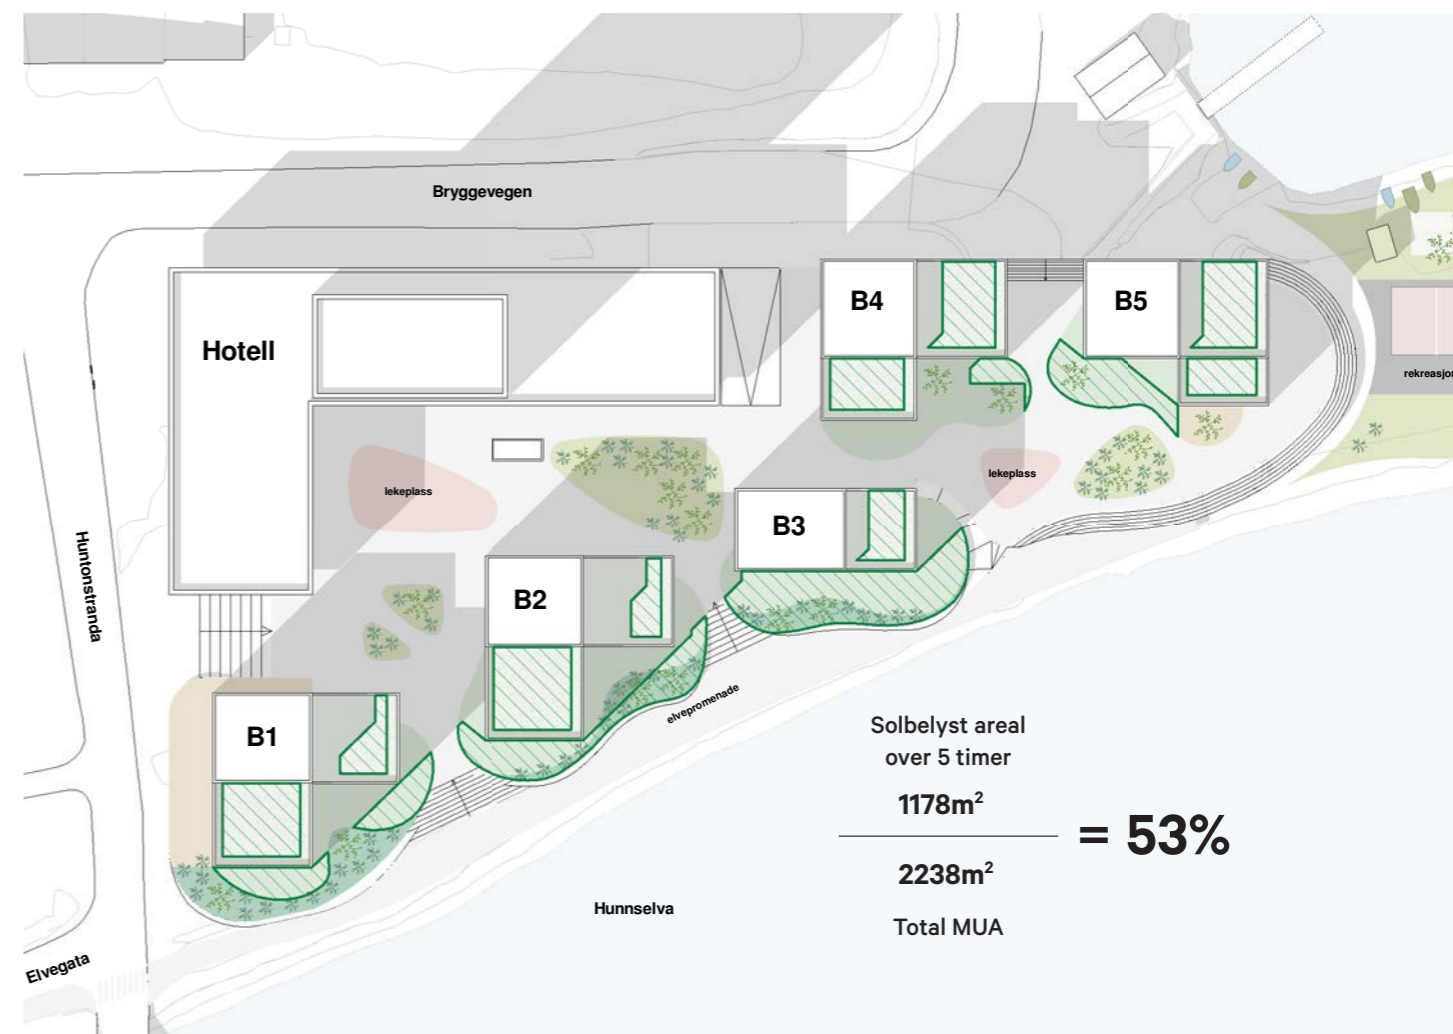 Bryggevegen
B4
B5
Hotell
rekreasjon
lekeplass
lekeplass
B3
Huntonstranda
B2
elvepromenade
B1
Solbelyst areal
over 5 timer
1178m²
= 53%
2238m²
Total MUA
Hunnselva
Elvegata